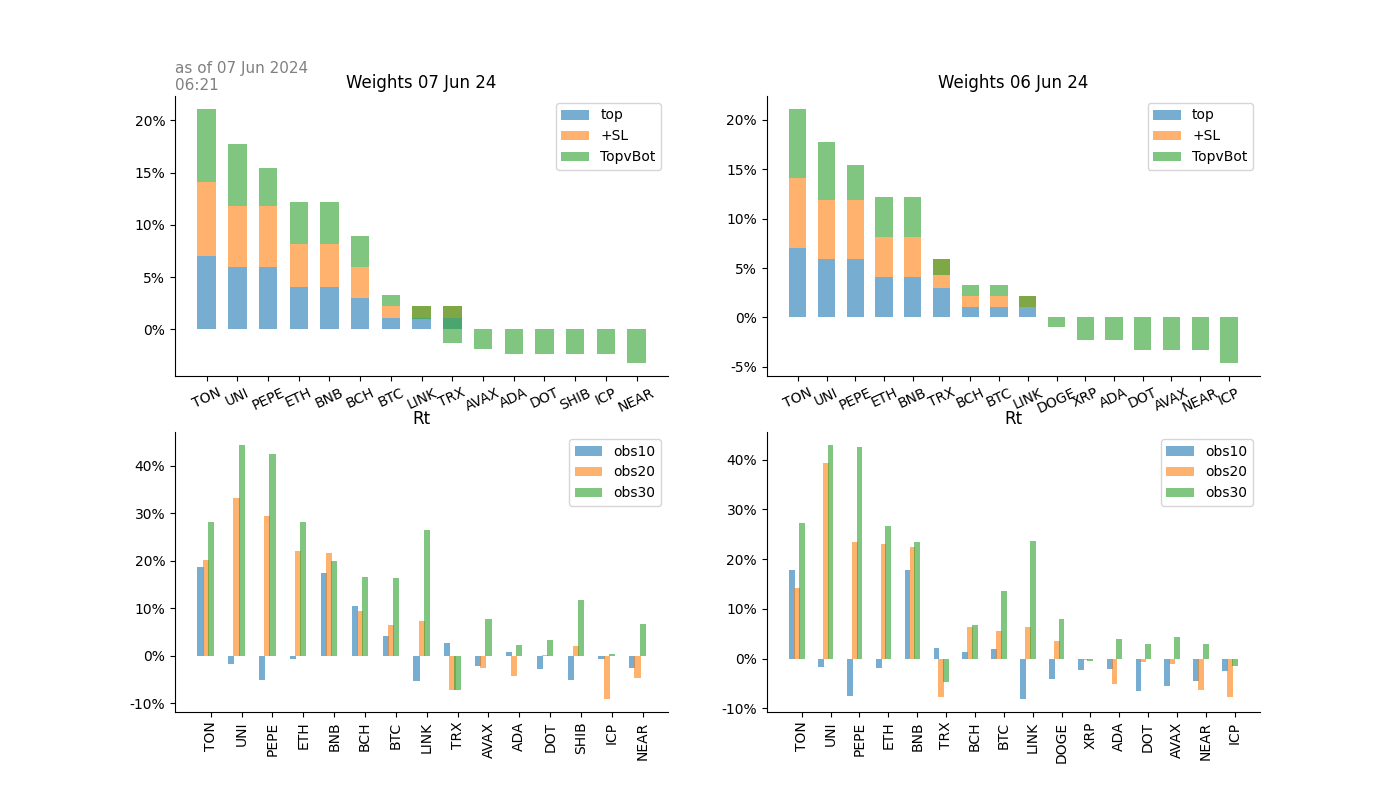 as of 07 Jun 2024
06:21
Weights 07 Jun 24
20%
15%
10%
5%
0%
top
+SL
TopvBot
TON UNI PEPE ETH BNB BCH BTC LINK TRX AVAX ADA DOT SHIB ICP NEAR
Weights 06 Jun 24
20%
15%
10%
5%
0%
-5%
top
+SL
TopvBot
TON UNI PEPE ETH BNB TRX BCH BTC LINK DOGE XRP ADA DOT AVAX NEAR ICP
Rt
40%
30%
20%
10%
0%
-10%
obs10
obs20
obs30
TON UNI PEPE ETH BNB BCH BTC LINK TRX AVAX ADA DOT SHIB ICP NEAR
Rt
40%
30%
20%
10%
0%
-10%
obs10
obs20
obs30
TON UNI PEPE ETH BNB TRX BCH BTC LINK DOGE XRP ADA DOT AVAX NEAR ICP